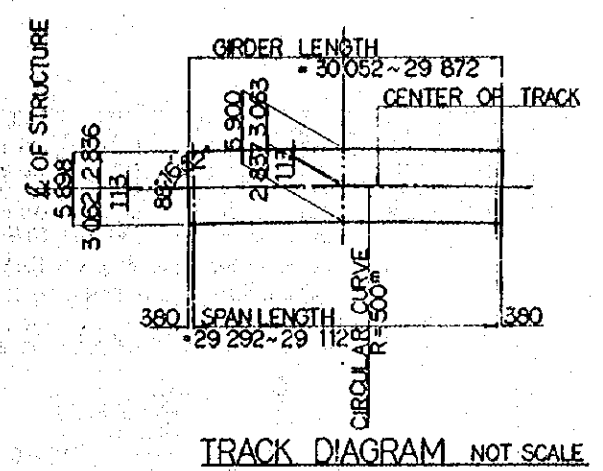 GIRDER LENGTH
= 30 052 ~ 29 872
CENTER OF TRACK
℄ OF STRUCTURE
5 898
3 062 2 836
113
5 900
2 837 3 063
113
380
SPAN LENGTH
= 29 292 ~ 29 112
380
CIRCULAR CURVE
R = 500m
TRACK DIAGRAM NOT SCALE